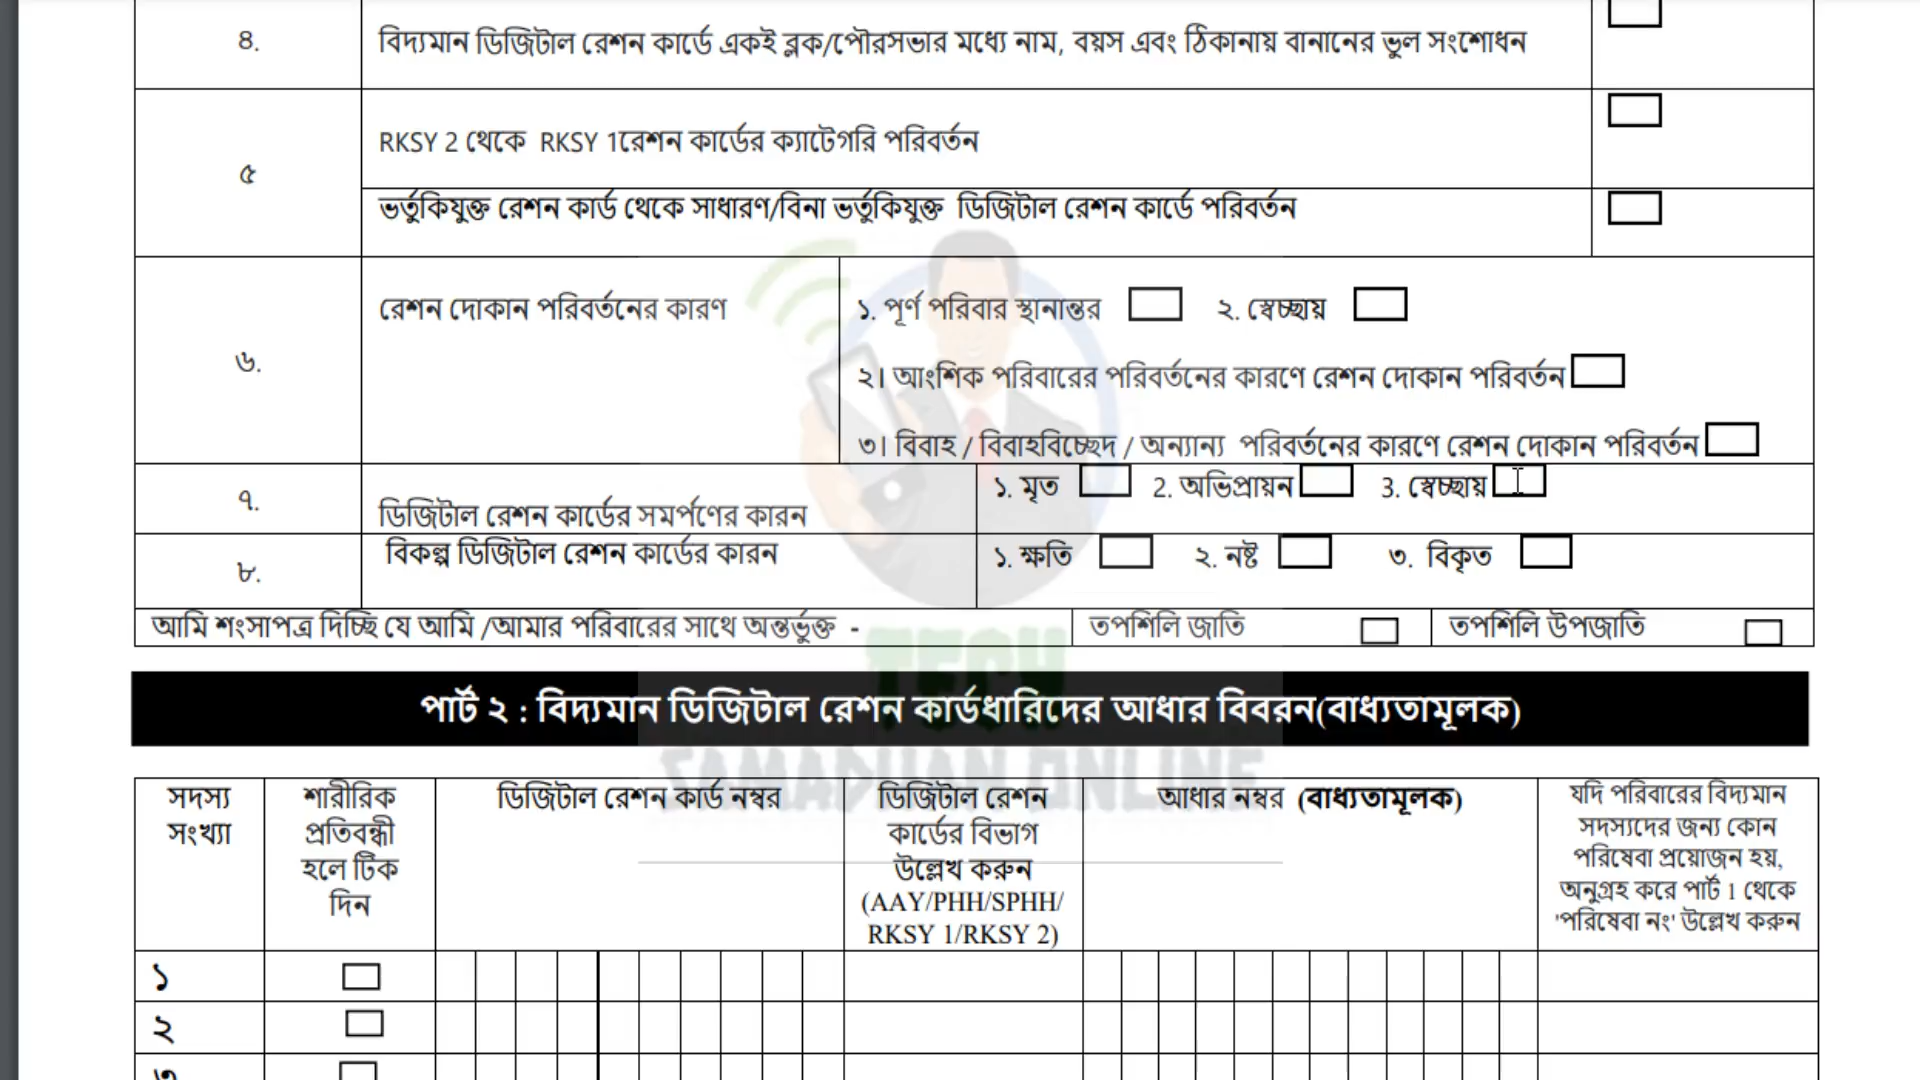 ৪. বিদ্যমান ডিজিটাল রেশন কার্ডে একই ব্লক/পৌরসভার মধ্যে নাম, বয়স এবং ঠিকানায় বানানের ভুল সংশোধন
৫
RKSY 2 থেকে RKSY 1রেশন কার্ডের ক্যাটেগরি পরিবর্তন
ভর্তুকিযুক্ত রেশন কার্ড থেকে সাধারণ/বিনা ভর্তুকিযুক্ত ডিজিটাল রেশন কার্ডে পরিবর্তন
৬.
রেশন দোকান পরিবর্তনের কারণ
১. পূর্ণ পরিবার স্থানান্তর ২. স্বেচ্ছায়
২। আংশিক পরিবারের পরিবর্তনের কারণে রেশন দোকান পরিবর্তন
৩। বিবাহ / বিবাহবিচ্ছেদ / অন্যান্য পরিবর্তনের কারণে রেশন দোকান পরিবর্তন
৭.
ডিজিটাল রেশন কার্ডের সমর্পণের কারন
১. মৃত 2. অভিপ্রায়ন 3. স্বেচ্ছায়
৮.
বিকল্প ডিজিটাল রেশন কার্ডের কারন
১. ক্ষতি ২. নষ্ট ৩. বিকৃত
আমি শংসাপত্র দিচ্ছি যে আমি /আমার পরিবারের সাথে অন্তর্ভুক্ত - তপশিলি জাতি তপশিলি উপজাতি
TECH
পার্ট ২ : বিদ্যমান ডিজিটাল রেশন কার্ডধারিদের আধার বিবরন(বাধ্যতামূলক)
SAMADHAN ONLINE
সদস্য
সংখ্যা
শারীরিক
প্রতিবন্ধী
হলে টিক
দিন
ডিজিটাল রেশন কার্ড নম্বর
ডিজিটাল রেশন
কার্ডের বিভাগ
উল্লেখ করুন
(AAY/PHH/SPHH/
RKSY 1/RKSY 2)
আধার নম্বর (বাধ্যতামূলক)
যদি পরিবারের বিদ্যমান
সদস্যদের জন্য কোন
পরিষেবা প্রয়োজন হয়,
অনুগ্রহ করে পার্ট 1 থেকে
'পরিষেবা নং' উল্লেখ করুন
১
২
৩